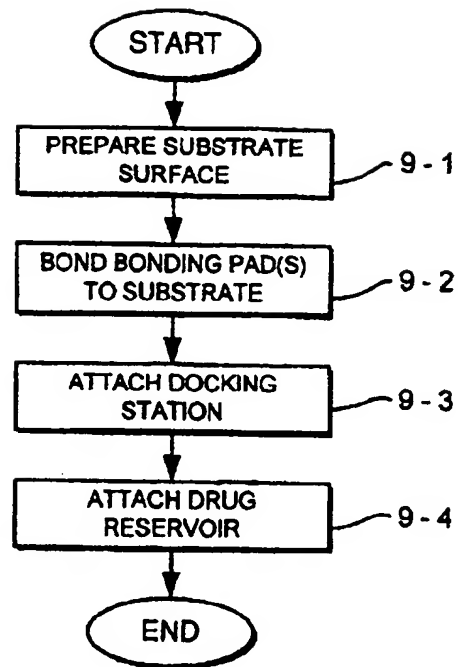 START
PREPARE SUBSTRATE
SURFACE
9-1
BOND BONDING PAD(S)
TO SUBSTRATE
9-2
ATTACH DOCKING
STATION
9-3
ATTACH DRUG
RESERVOIR
9-4
END